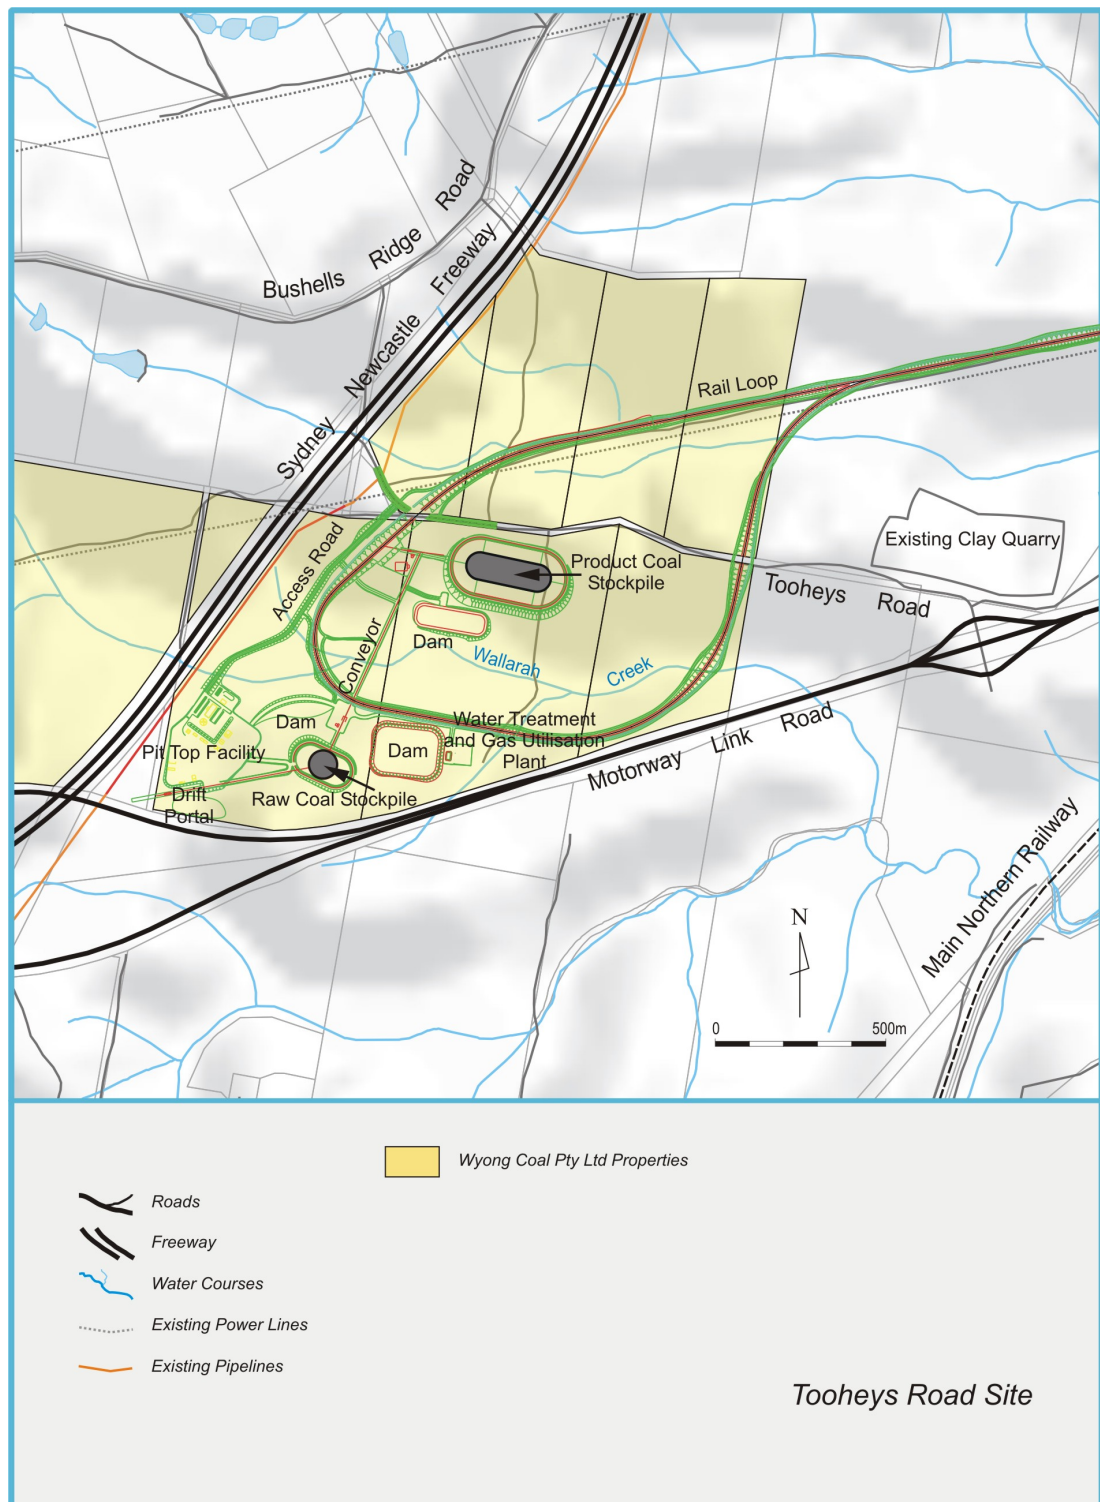 Bushells Ridge Road
Sydney Newcastle Freeway
Rail Loop
Existing Clay Quarry
Access Road
Product Coal
Stockpile
Tooheys Road
Conveyor
Dam
Wallarah Creek
Dam
Water Treatment
and Gas Utilisation
Plant
Pit Top Facility
Dam
Motorway Link Road
Drift
Portal
Raw Coal Stockpile
Main Northern Railway
N
0 500m
Wyong Coal Pty Ltd Properties
Roads
Freeway
Water Courses
Existing Power Lines
Existing Pipelines
Tooheys Road Site